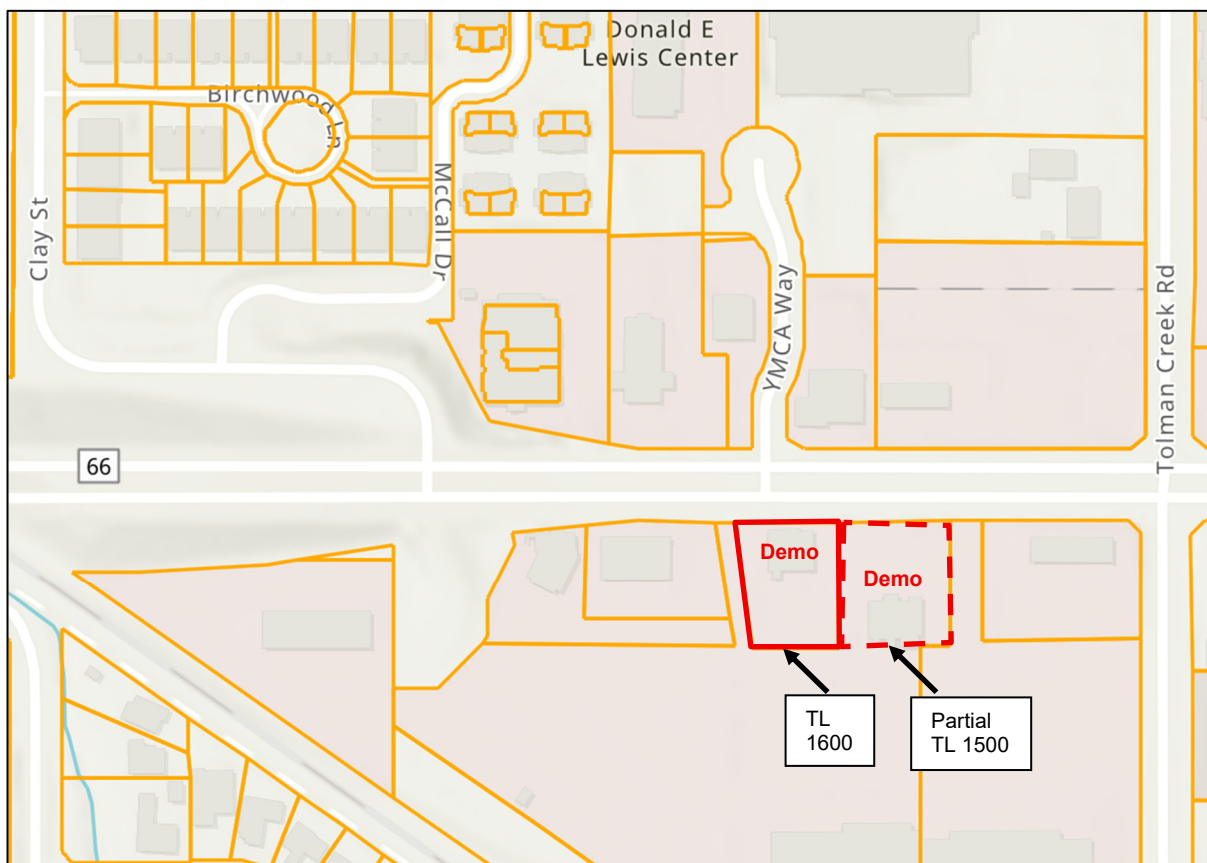 Donald E
Lewis Center
Birchwood Ln
Clay St
McCall Dr
YMCA Way
Tolman Creek Rd
66
Demo
Demo
TL
1600
Partial
TL 1500